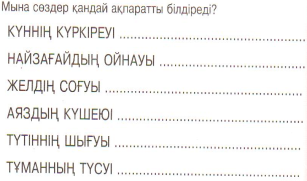 Мына сөздер қандай ақпаратты білдіреді?
КҮННІҢ КҮРКІРЕУІ
НАЙЗАҒАЙДЫҢ ОЙНАУЫ
ЖЕЛДІҢ СОҒУЫ
АЯЗДЫҢ КҮШЕЮІ
ТҮТІННІҢ ШЫҒУЫ
ТҰМАННЫҢ ТҮСУІ